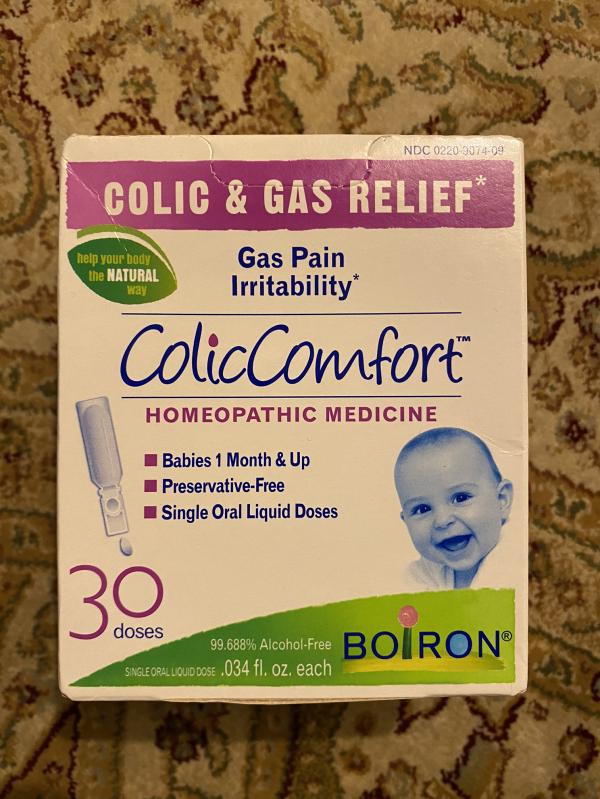 NDC 0220-9074-09
COLIC & GAS RELIEF*
help your body
the NATURAL
way
Gas Pain
Irritability*
ColicComfort™
HOMEOPATHIC MEDICINE
Babies 1 Month & Up
Preservative-Free
Single Oral Liquid Doses
30
doses
99.688% Alcohol-Free
SINGLE ORAL LIQUID DOSE .034 fl. oz. each
BOIRON®